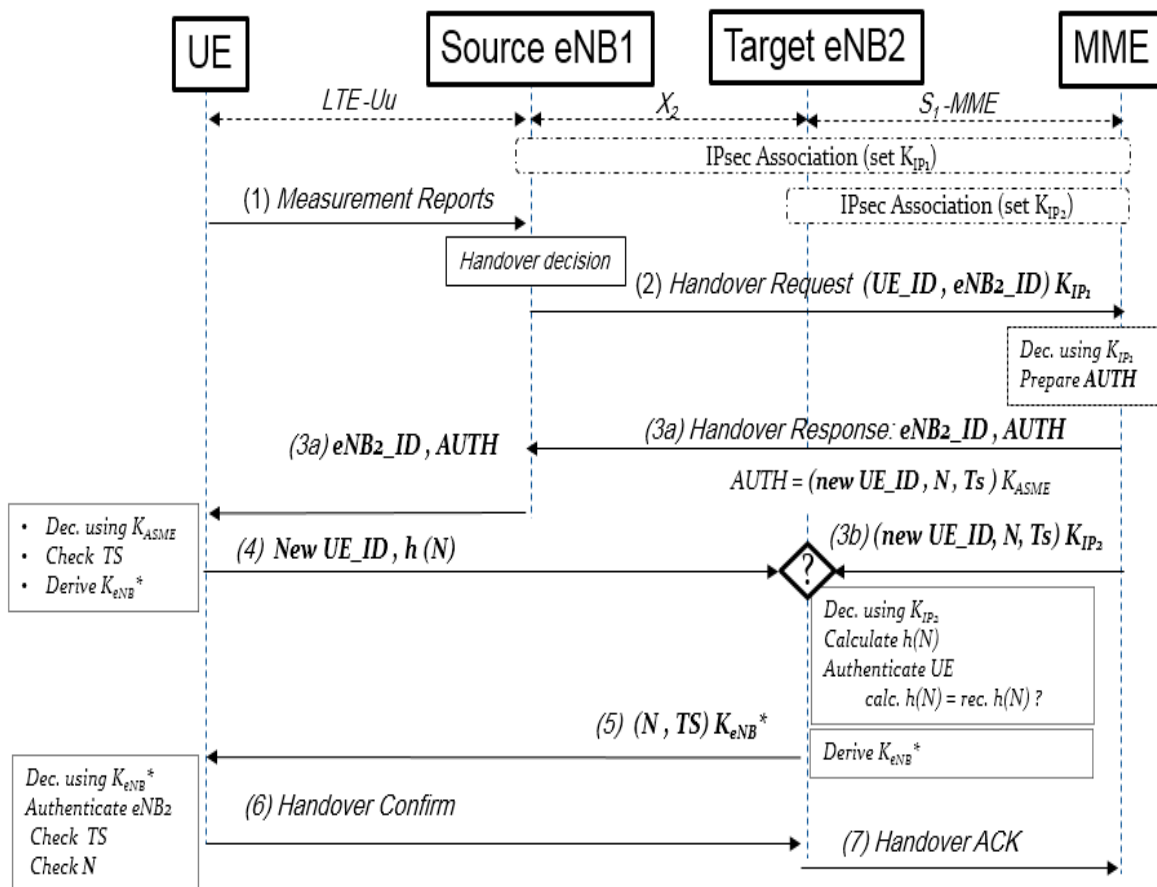 UE
Source eNB1
Target eNB2
MME
LTE-Uu
X2
S1-MME
IPsec Association (set KIP1)
(1) Measurement Reports
IPsec Association (set KIP2)
Handover decision
(2) Handover Request (UE_ID , eNB2_ID) KIP1
Dec. using KIP1
Prepare AUTH
(3a) eNB2_ID , AUTH
(3a) Handover Response: eNB2_ID , AUTH
AUTH = (new UE_ID , N , Ts ) KASME
• Dec. using KASME
• Check TS
• Derive KeNB*
(4) New UE_ID , h (N)
(3b) (new UE_ID, N, Ts) KIP2
?
Dec. using KIP2
Calculate h(N)
Authenticate UE
calc. h(N) = rec. h(N) ?
(5) (N , TS) KeNB*
Derive KeNB*
Dec. using KeNB*
Authenticate eNB2
Check TS
Check N
(6) Handover Confirm
(7) Handover ACK